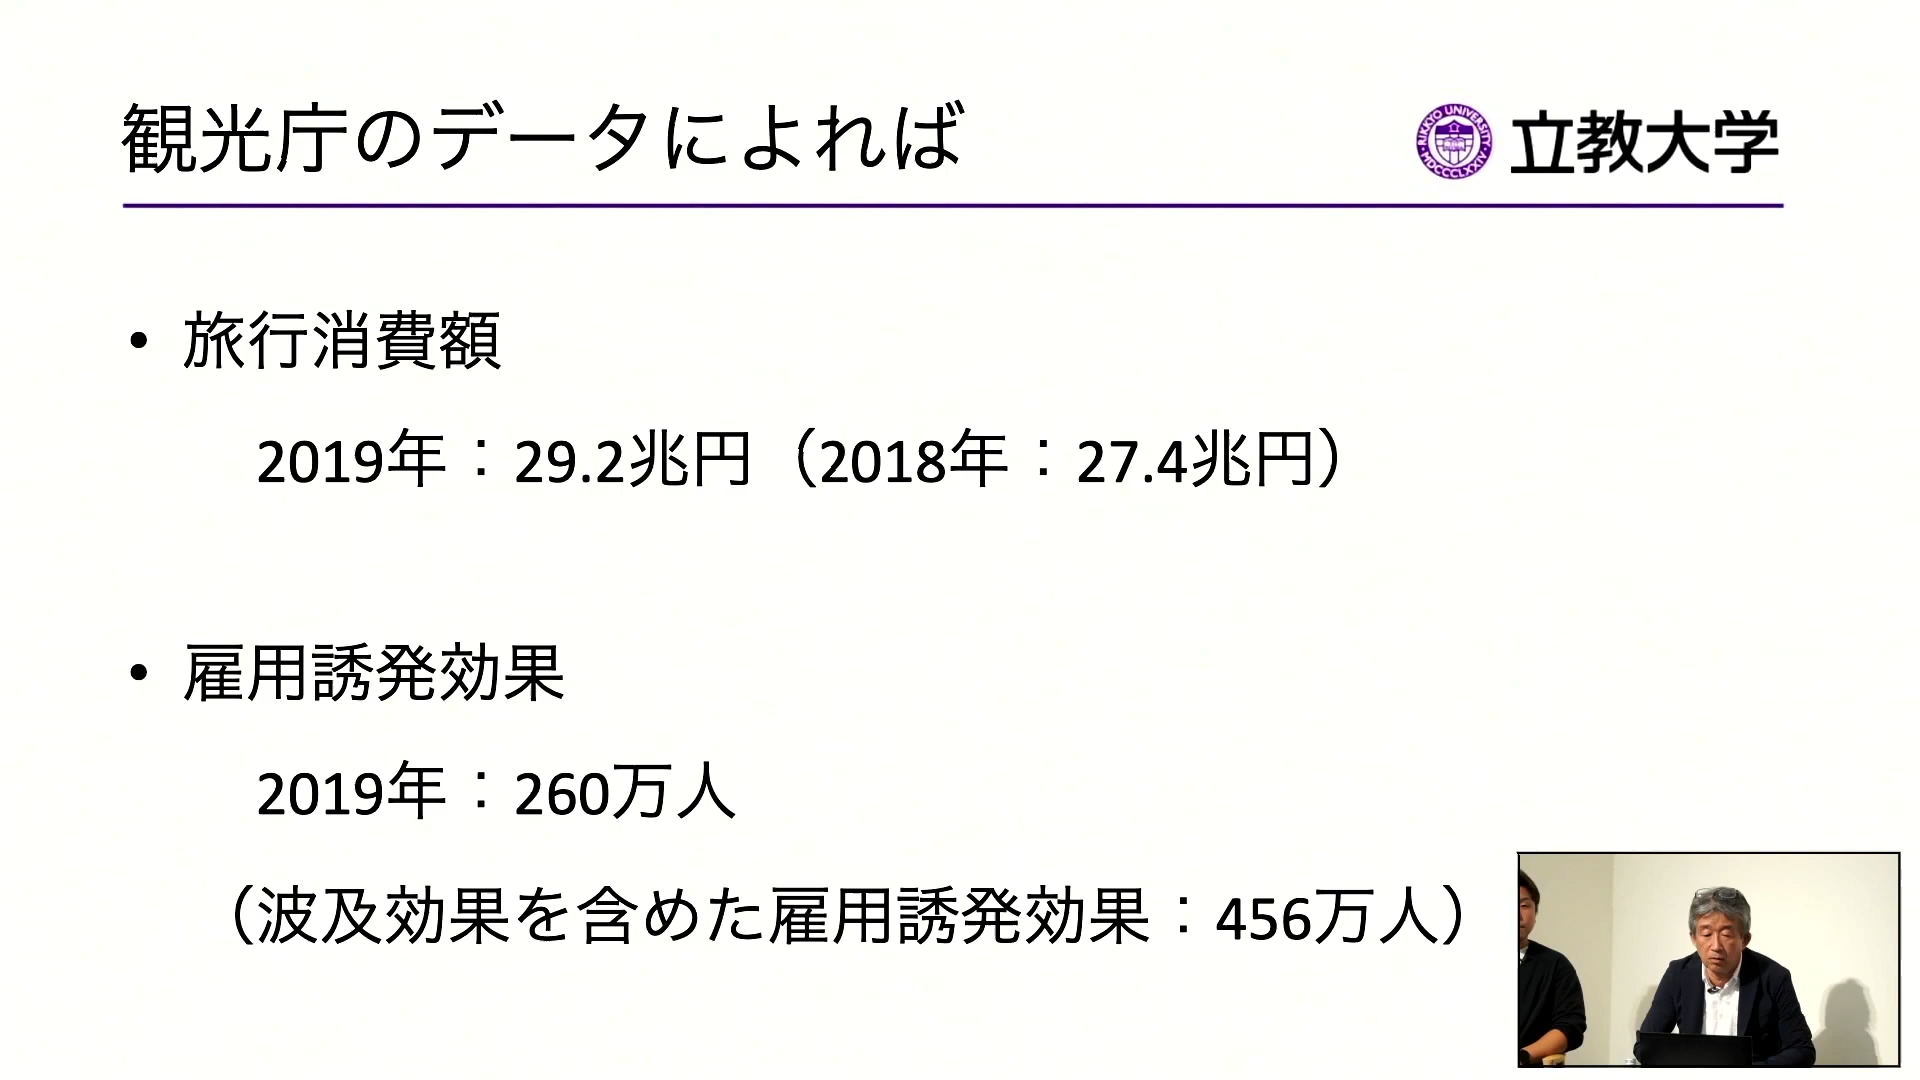 観光庁のデータによれば
RIKKYO UNIVERSITY
MDCCCLXXIV
立教大学
• 旅行消費額
2019年：29.2兆円（2018年：27.4兆円）
• 雇用誘発効果
2019年：260万人
（波及効果を含めた雇用誘発効果：456万人）